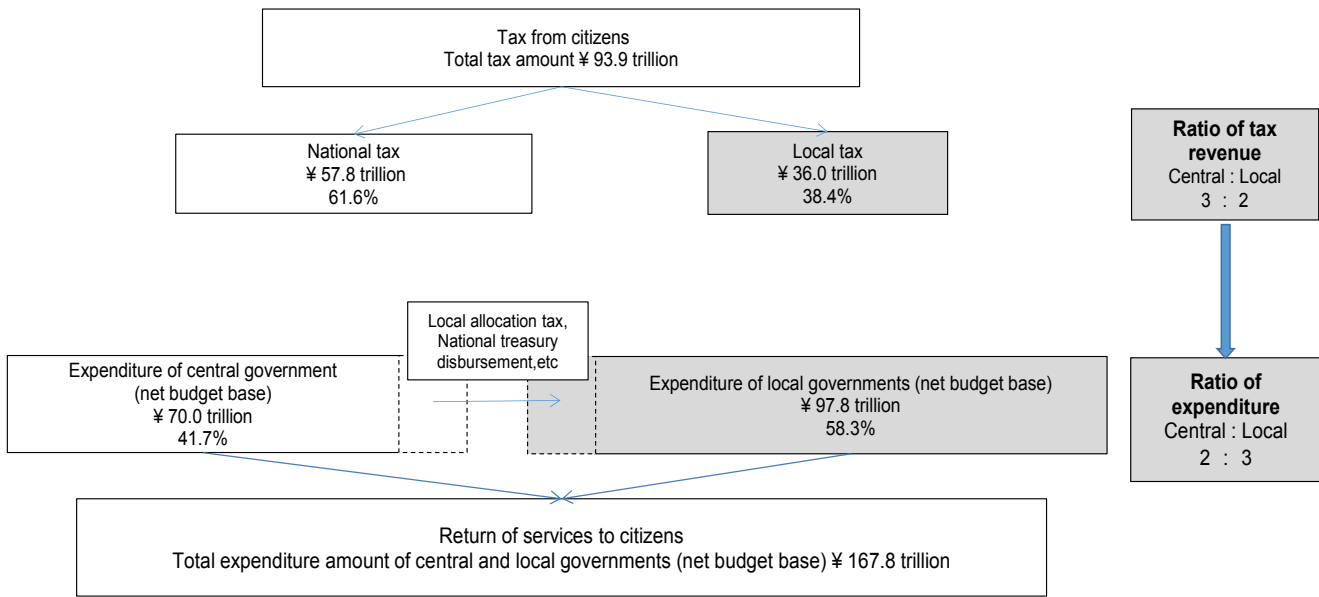 Tax from citizens
Total tax amount ¥ 93.9 trillion
National tax
¥ 57.8 trillion
61.6%
Local tax
¥ 36.0 trillion
38.4%
Ratio of tax
revenue
Central : Local
3 : 2
Local allocation tax,
National treasury
disbursement,etc
Expenditure of central government
(net budget base)
¥ 70.0 trillion
41.7%
Expenditure of local governments (net budget base)
¥ 97.8 trillion
58.3%
Ratio of
expenditure
Central : Local
2 : 3
Return of services to citizens
Total expenditure amount of central and local governments (net budget base) ¥ 167.8 trillion